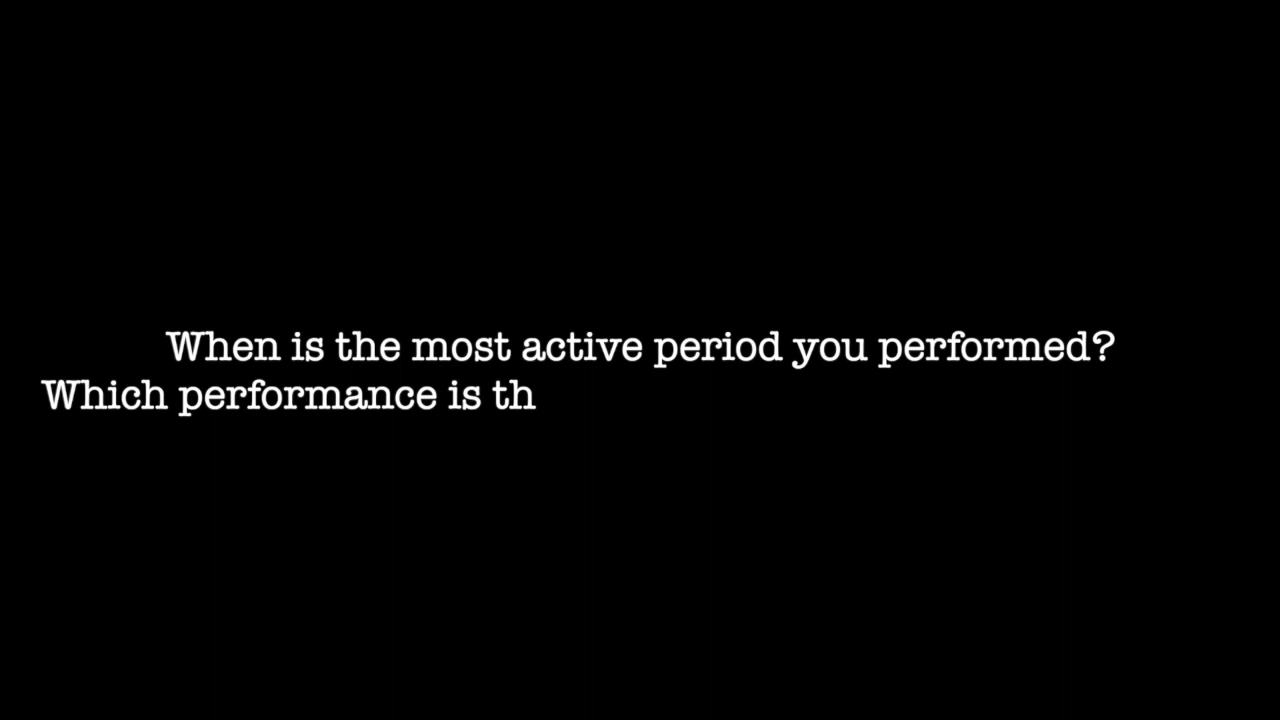 When is the most active period you performed?
Which performance is th